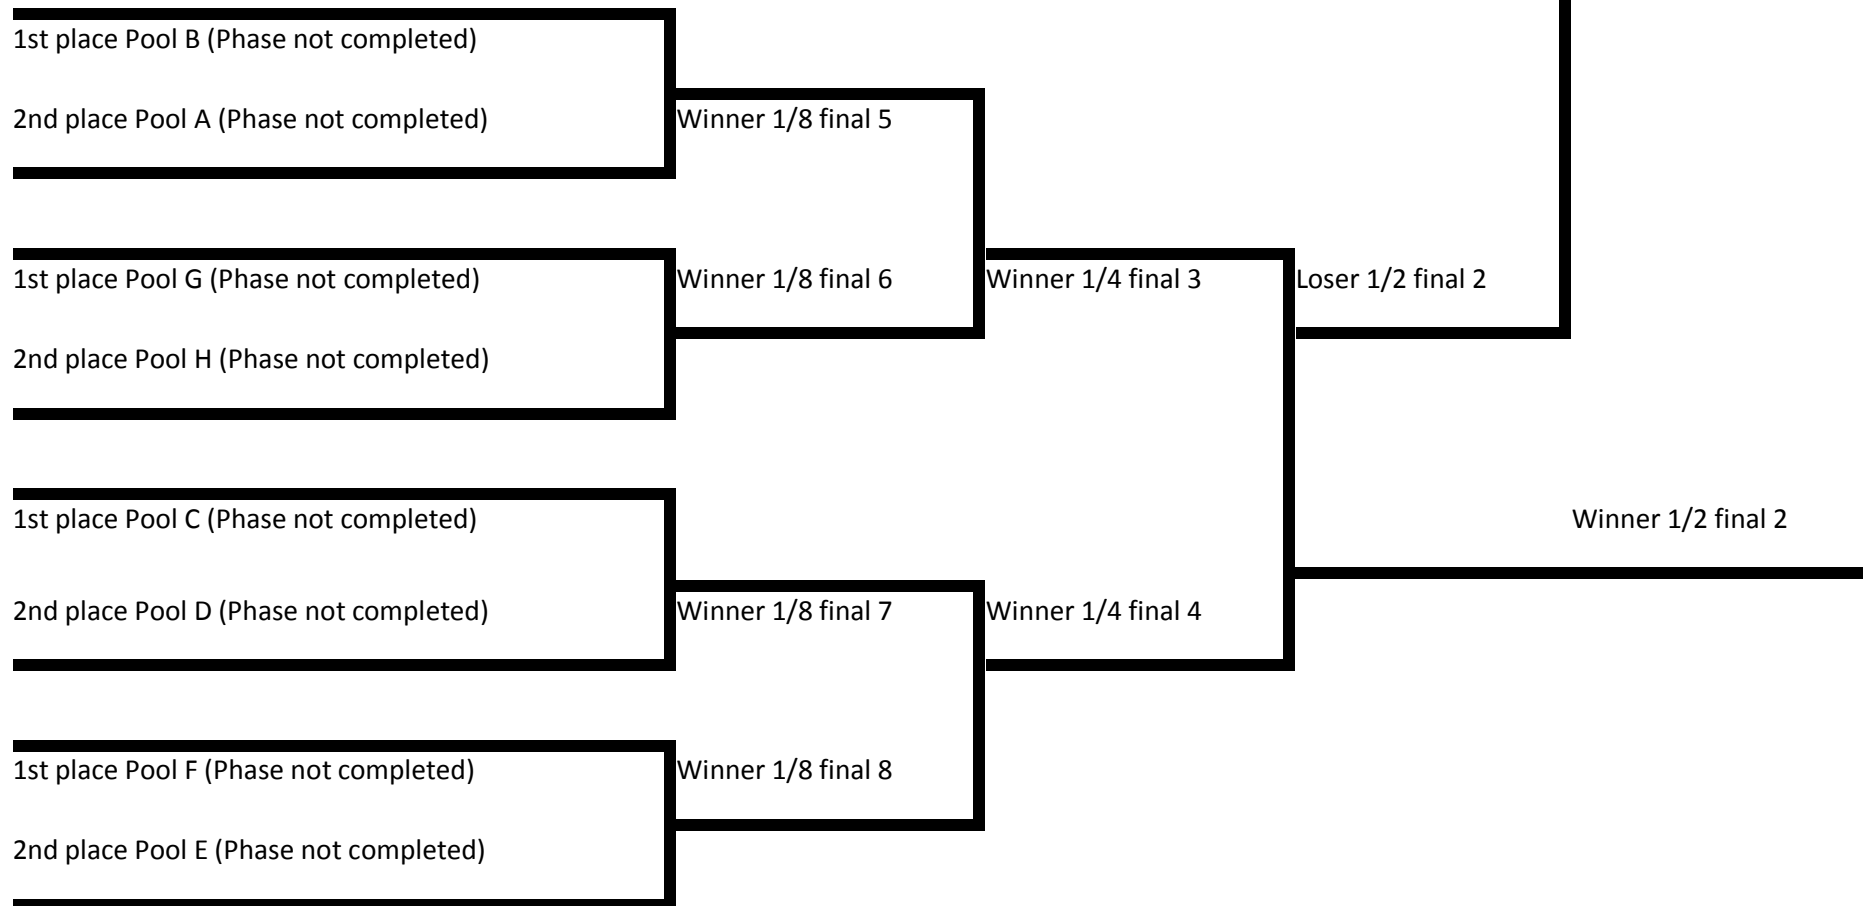 1st place Pool B (Phase not completed)
2nd place Pool A (Phase not completed)
Winner 1/8 final 5
1st place Pool G (Phase not completed)
Winner 1/8 final 6
Winner 1/4 final 3
Loser 1/2 final 2
2nd place Pool H (Phase not completed)
1st place Pool C (Phase not completed)
Winner 1/2 final 2
2nd place Pool D (Phase not completed)
Winner 1/8 final 7
Winner 1/4 final 4
1st place Pool F (Phase not completed)
Winner 1/8 final 8
2nd place Pool E (Phase not completed)